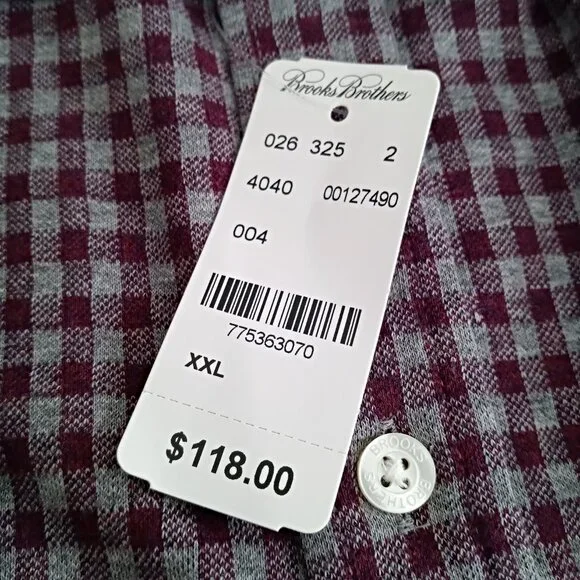 Brooks Brothers
026 325 2
4040 00127490
004
775363070
XXL
$118.00
BROOKS
BROTHERS